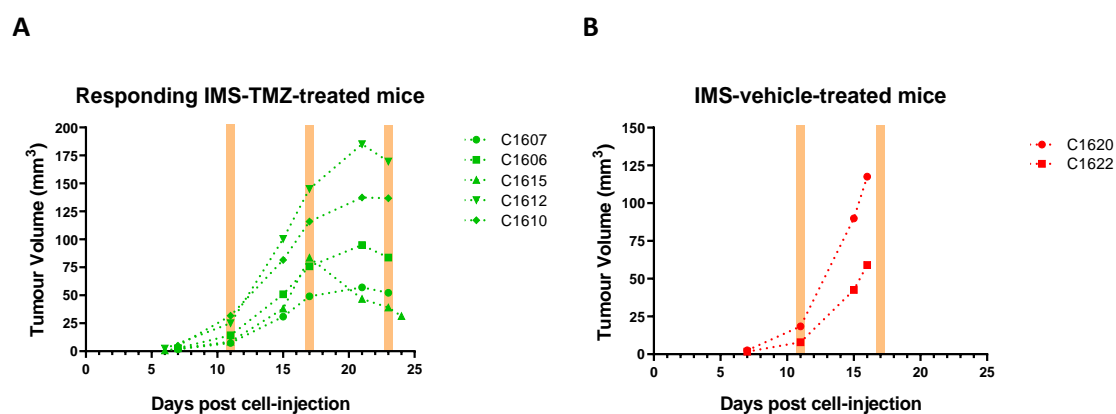 A
B
Responding IMS-TMZ-treated mice
Tumour Volume (mm³)
200
175
150
125
100
75
50
25
0
0 5 10 15 20 25
Days post cell-injection
C1607
C1606
C1615
C1612
C1610
IMS-vehicle-treated mice
Tumour Volume (mm³)
150
125
100
75
50
25
0
0 5 10 15 20 25
Days post cell-injection
C1620
C1622